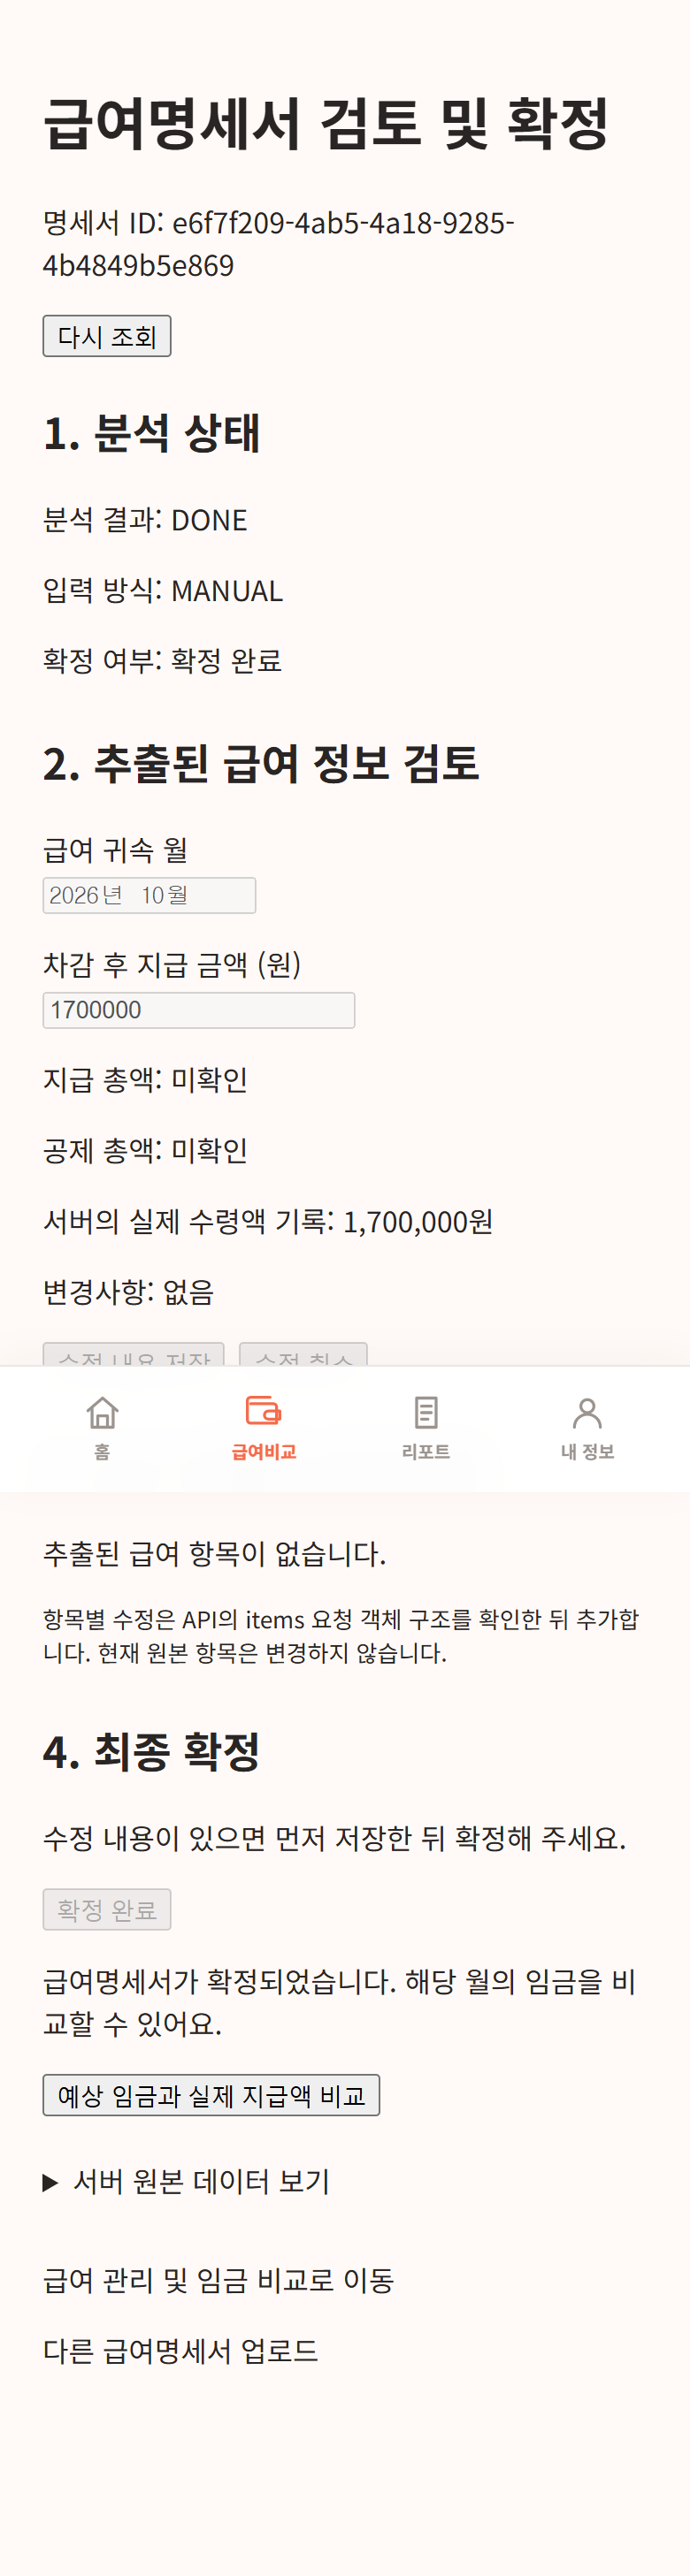 급여명세서 검토 및 확정
명세서 ID: e6f7f209-4ab5-4a18-9285-
4b4849b5e869
다시 조회
1. 분석 상태
분석 결과: DONE
입력 방식: MANUAL
확정 여부: 확정 완료
2. 추출된 급여 정보 검토
급여 귀속 월
2026년 10월
차감 후 지급 금액 (원)
1700000
지급 총액: 미확인
공제 총액: 미확인
서버의 실제 수령액 기록: 1,700,000원
변경사항: 없음
수정 내용 저장 수정 취소
홈 급여비교 리포트 내 정보
추출된 급여 항목이 없습니다.
항목별 수정은 API의 items 요청 객체 구조를 확인한 뒤 추가합
니다. 현재 원본 항목은 변경하지 않습니다.
4. 최종 확정
수정 내용이 있으면 먼저 저장한 뒤 확정해 주세요.
확정 완료
급여명세서가 확정되었습니다. 해당 월의 임금을 비
교할 수 있어요.
예상 임금과 실제 지급액 비교
▶ 서버 원본 데이터 보기
급여 관리 및 임금 비교로 이동
다른 급여명세서 업로드